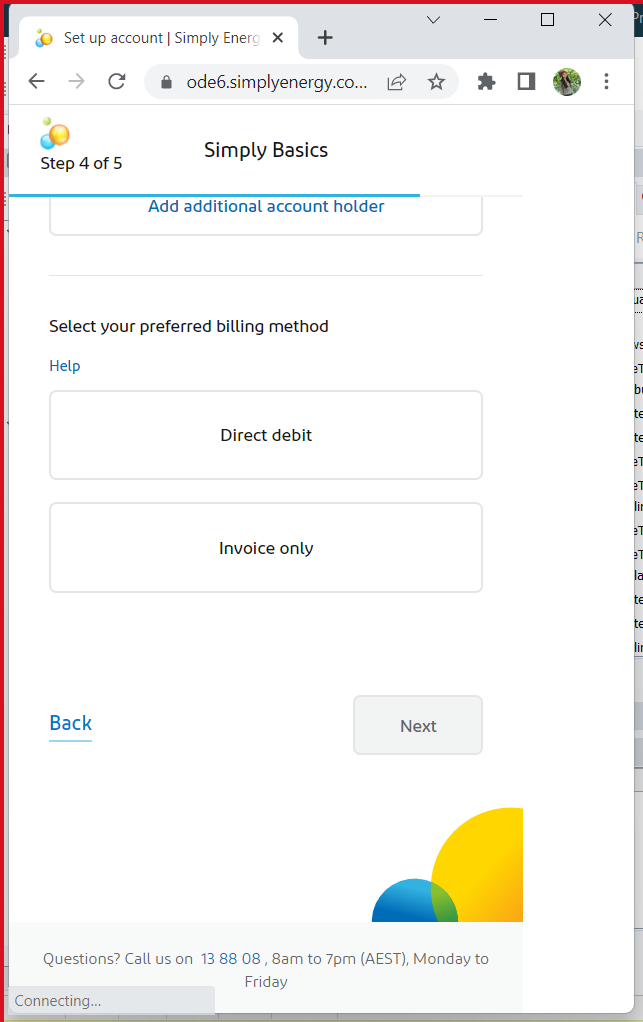 Set up account | Simply Energ
ode6.simplyenergy.co...
Step 4 of 5
Simply Basics
Add additional account holder
Select your preferred billing method
Help
Direct debit
Invoice only
Back
Next
Questions? Call us on 13 88 08 , 8am to 7pm (AEST), Monday to
Friday
Connecting...